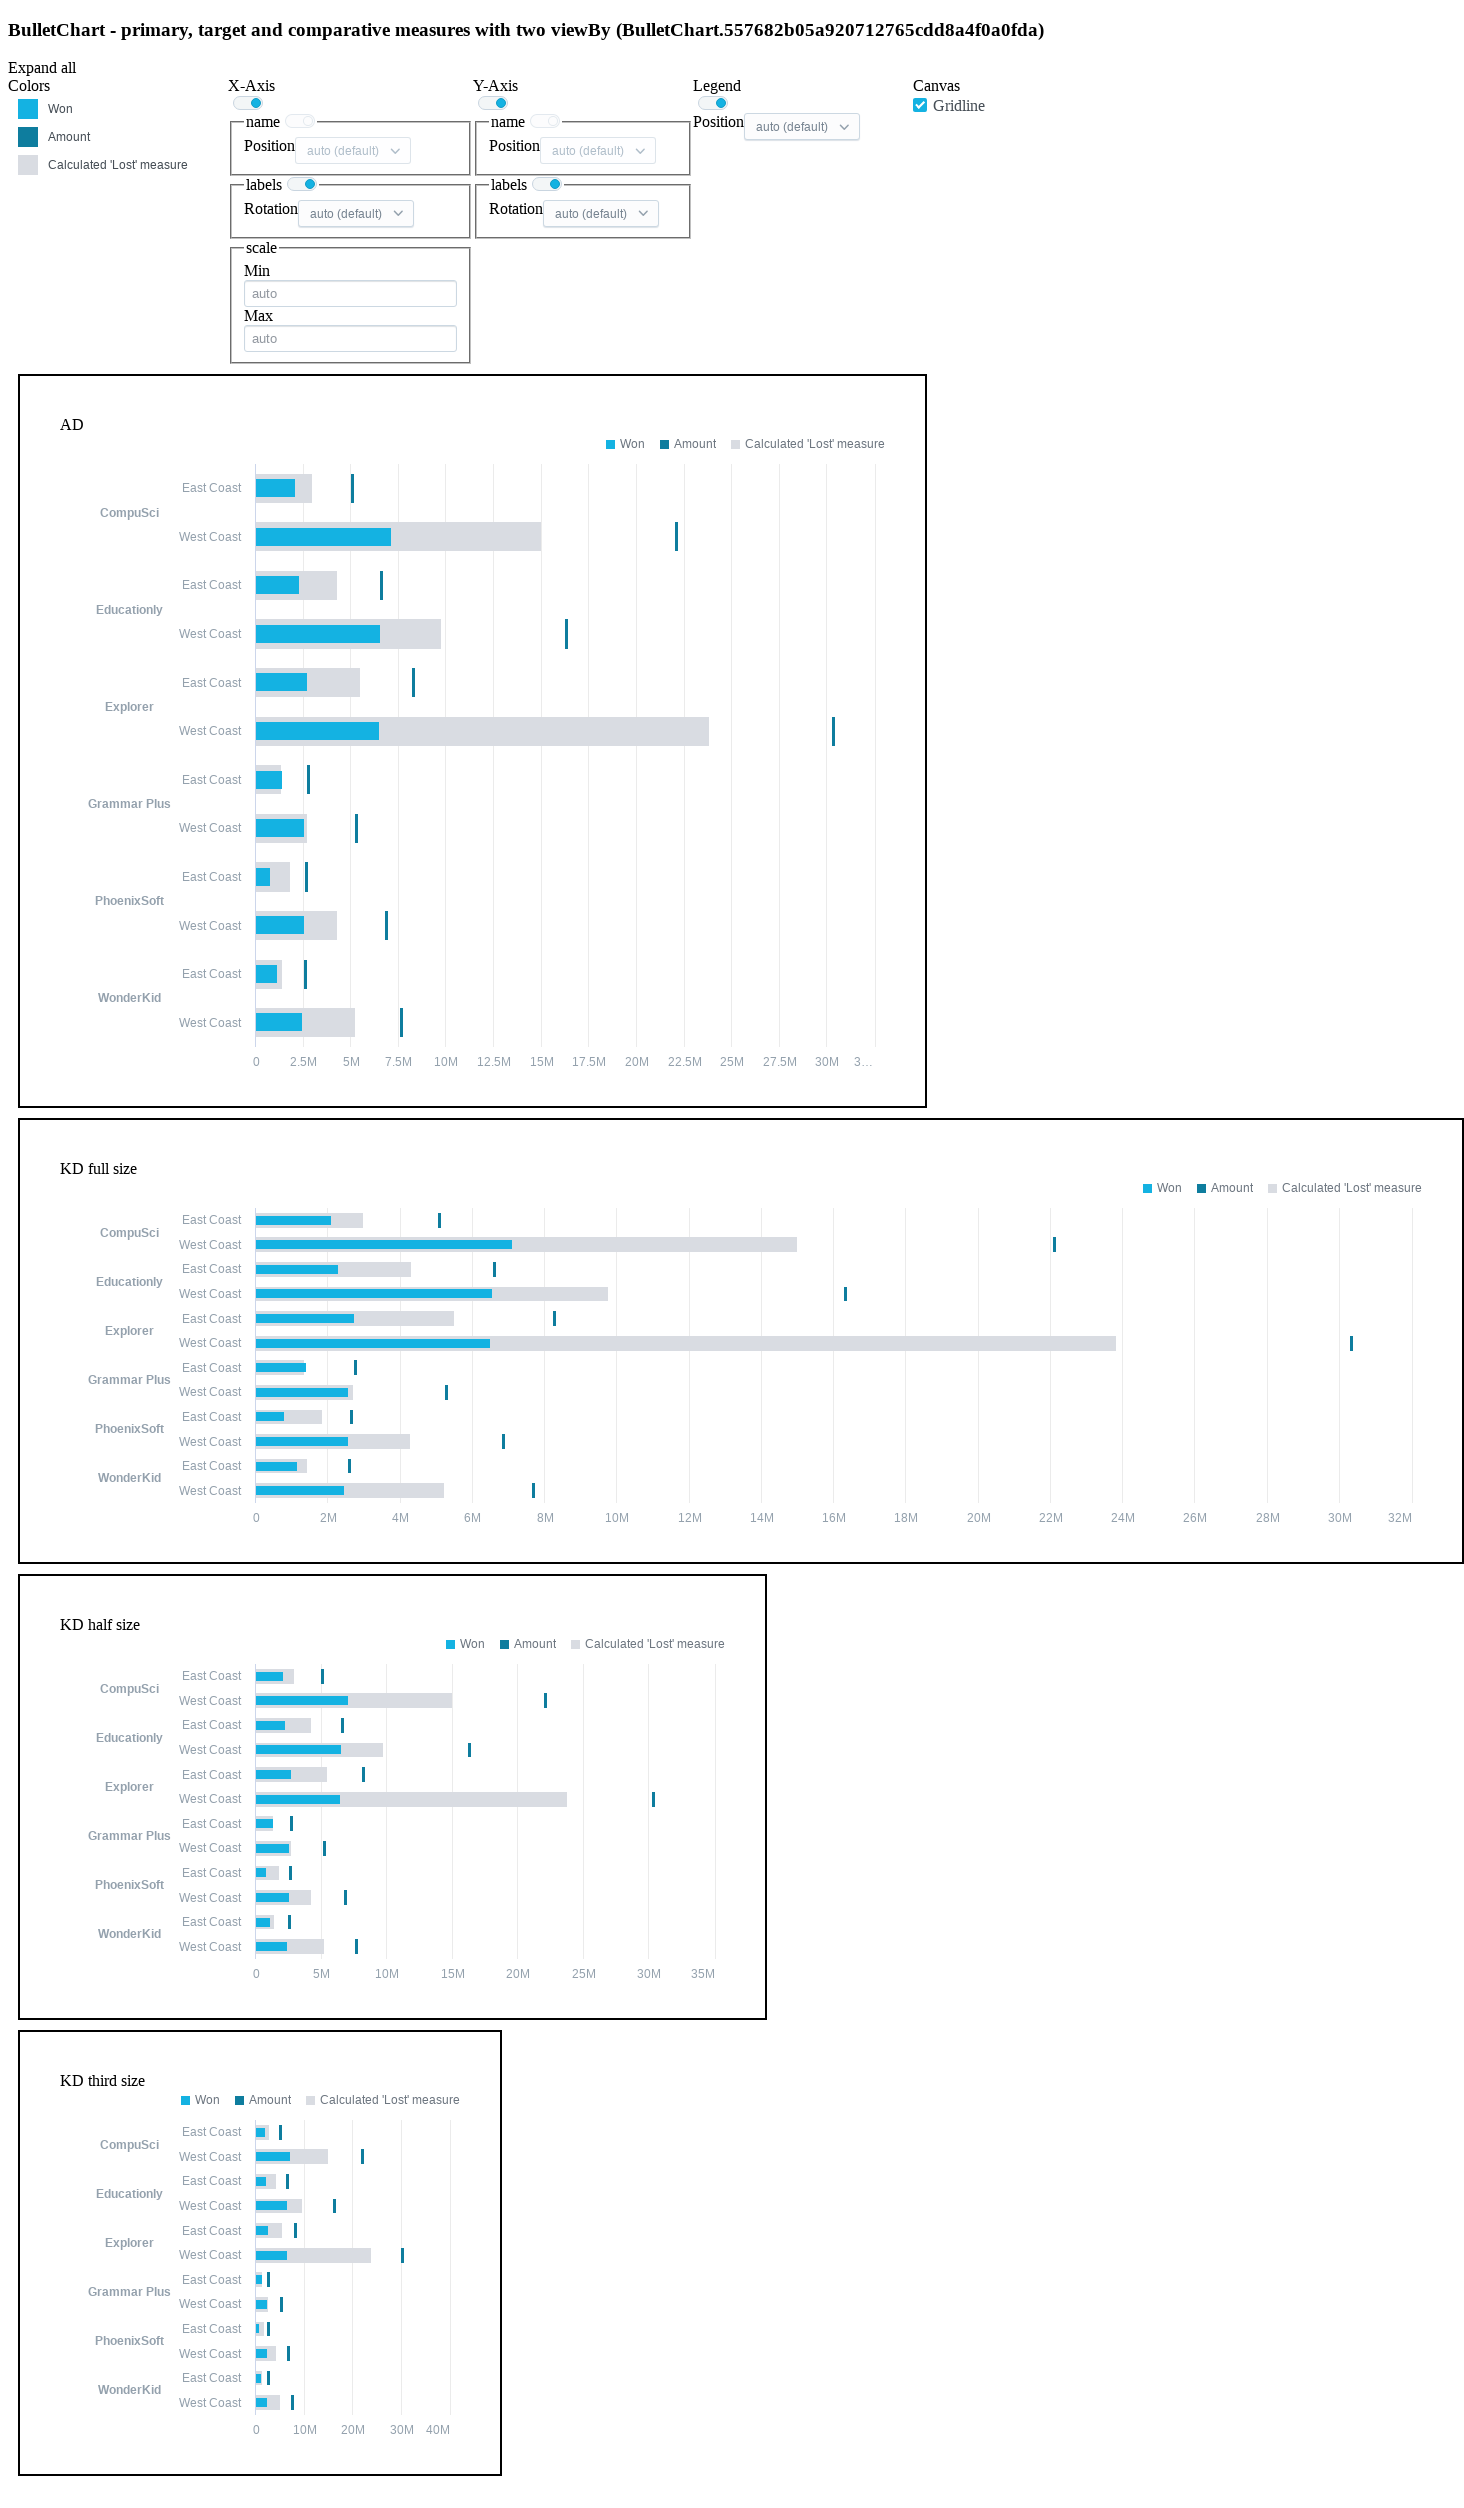 BulletChart - primary, target and comparative measures with two viewBy (BulletChart.557682b05a920712765cdd8a4f0a0fda)
Expand all
Colors
Won
Amount
Calculated 'Lost' measure
X-Axis
name
Position auto (default)
labels
Rotation auto (default)
scale
Min
auto
Max
auto
Y-Axis
name
Position auto (default)
labels
Rotation auto (default)
Legend
Position auto (default)
Canvas
Gridline
AD
Won Amount Calculated 'Lost' measure
CompuSci
East Coast
West Coast
Educationly
East Coast
West Coast
Explorer
East Coast
West Coast
Grammar Plus
East Coast
West Coast
PhoenixSoft
East Coast
West Coast
WonderKid
East Coast
West Coast
0 2.5M 5M 7.5M 10M 12.5M 15M 17.5M 20M 22.5M 25M 27.5M 30M 3…
KD full size
Won Amount Calculated 'Lost' measure
CompuSci
East Coast
West Coast
Educationly
East Coast
West Coast
Explorer
East Coast
West Coast
Grammar Plus
East Coast
West Coast
PhoenixSoft
East Coast
West Coast
WonderKid
East Coast
West Coast
0 2M 4M 6M 8M 10M 12M 14M 16M 18M 20M 22M 24M 26M 28M 30M 32M
KD half size
Won Amount Calculated 'Lost' measure
CompuSci
East Coast
West Coast
Educationly
East Coast
West Coast
Explorer
East Coast
West Coast
Grammar Plus
East Coast
West Coast
PhoenixSoft
East Coast
West Coast
WonderKid
East Coast
West Coast
0 5M 10M 15M 20M 25M 30M 35M
KD third size
Won Amount Calculated 'Lost' measure
CompuSci
East Coast
West Coast
Educationly
East Coast
West Coast
Explorer
East Coast
West Coast
Grammar Plus
East Coast
West Coast
PhoenixSoft
East Coast
West Coast
WonderKid
East Coast
West Coast
0 10M 20M 30M 40M